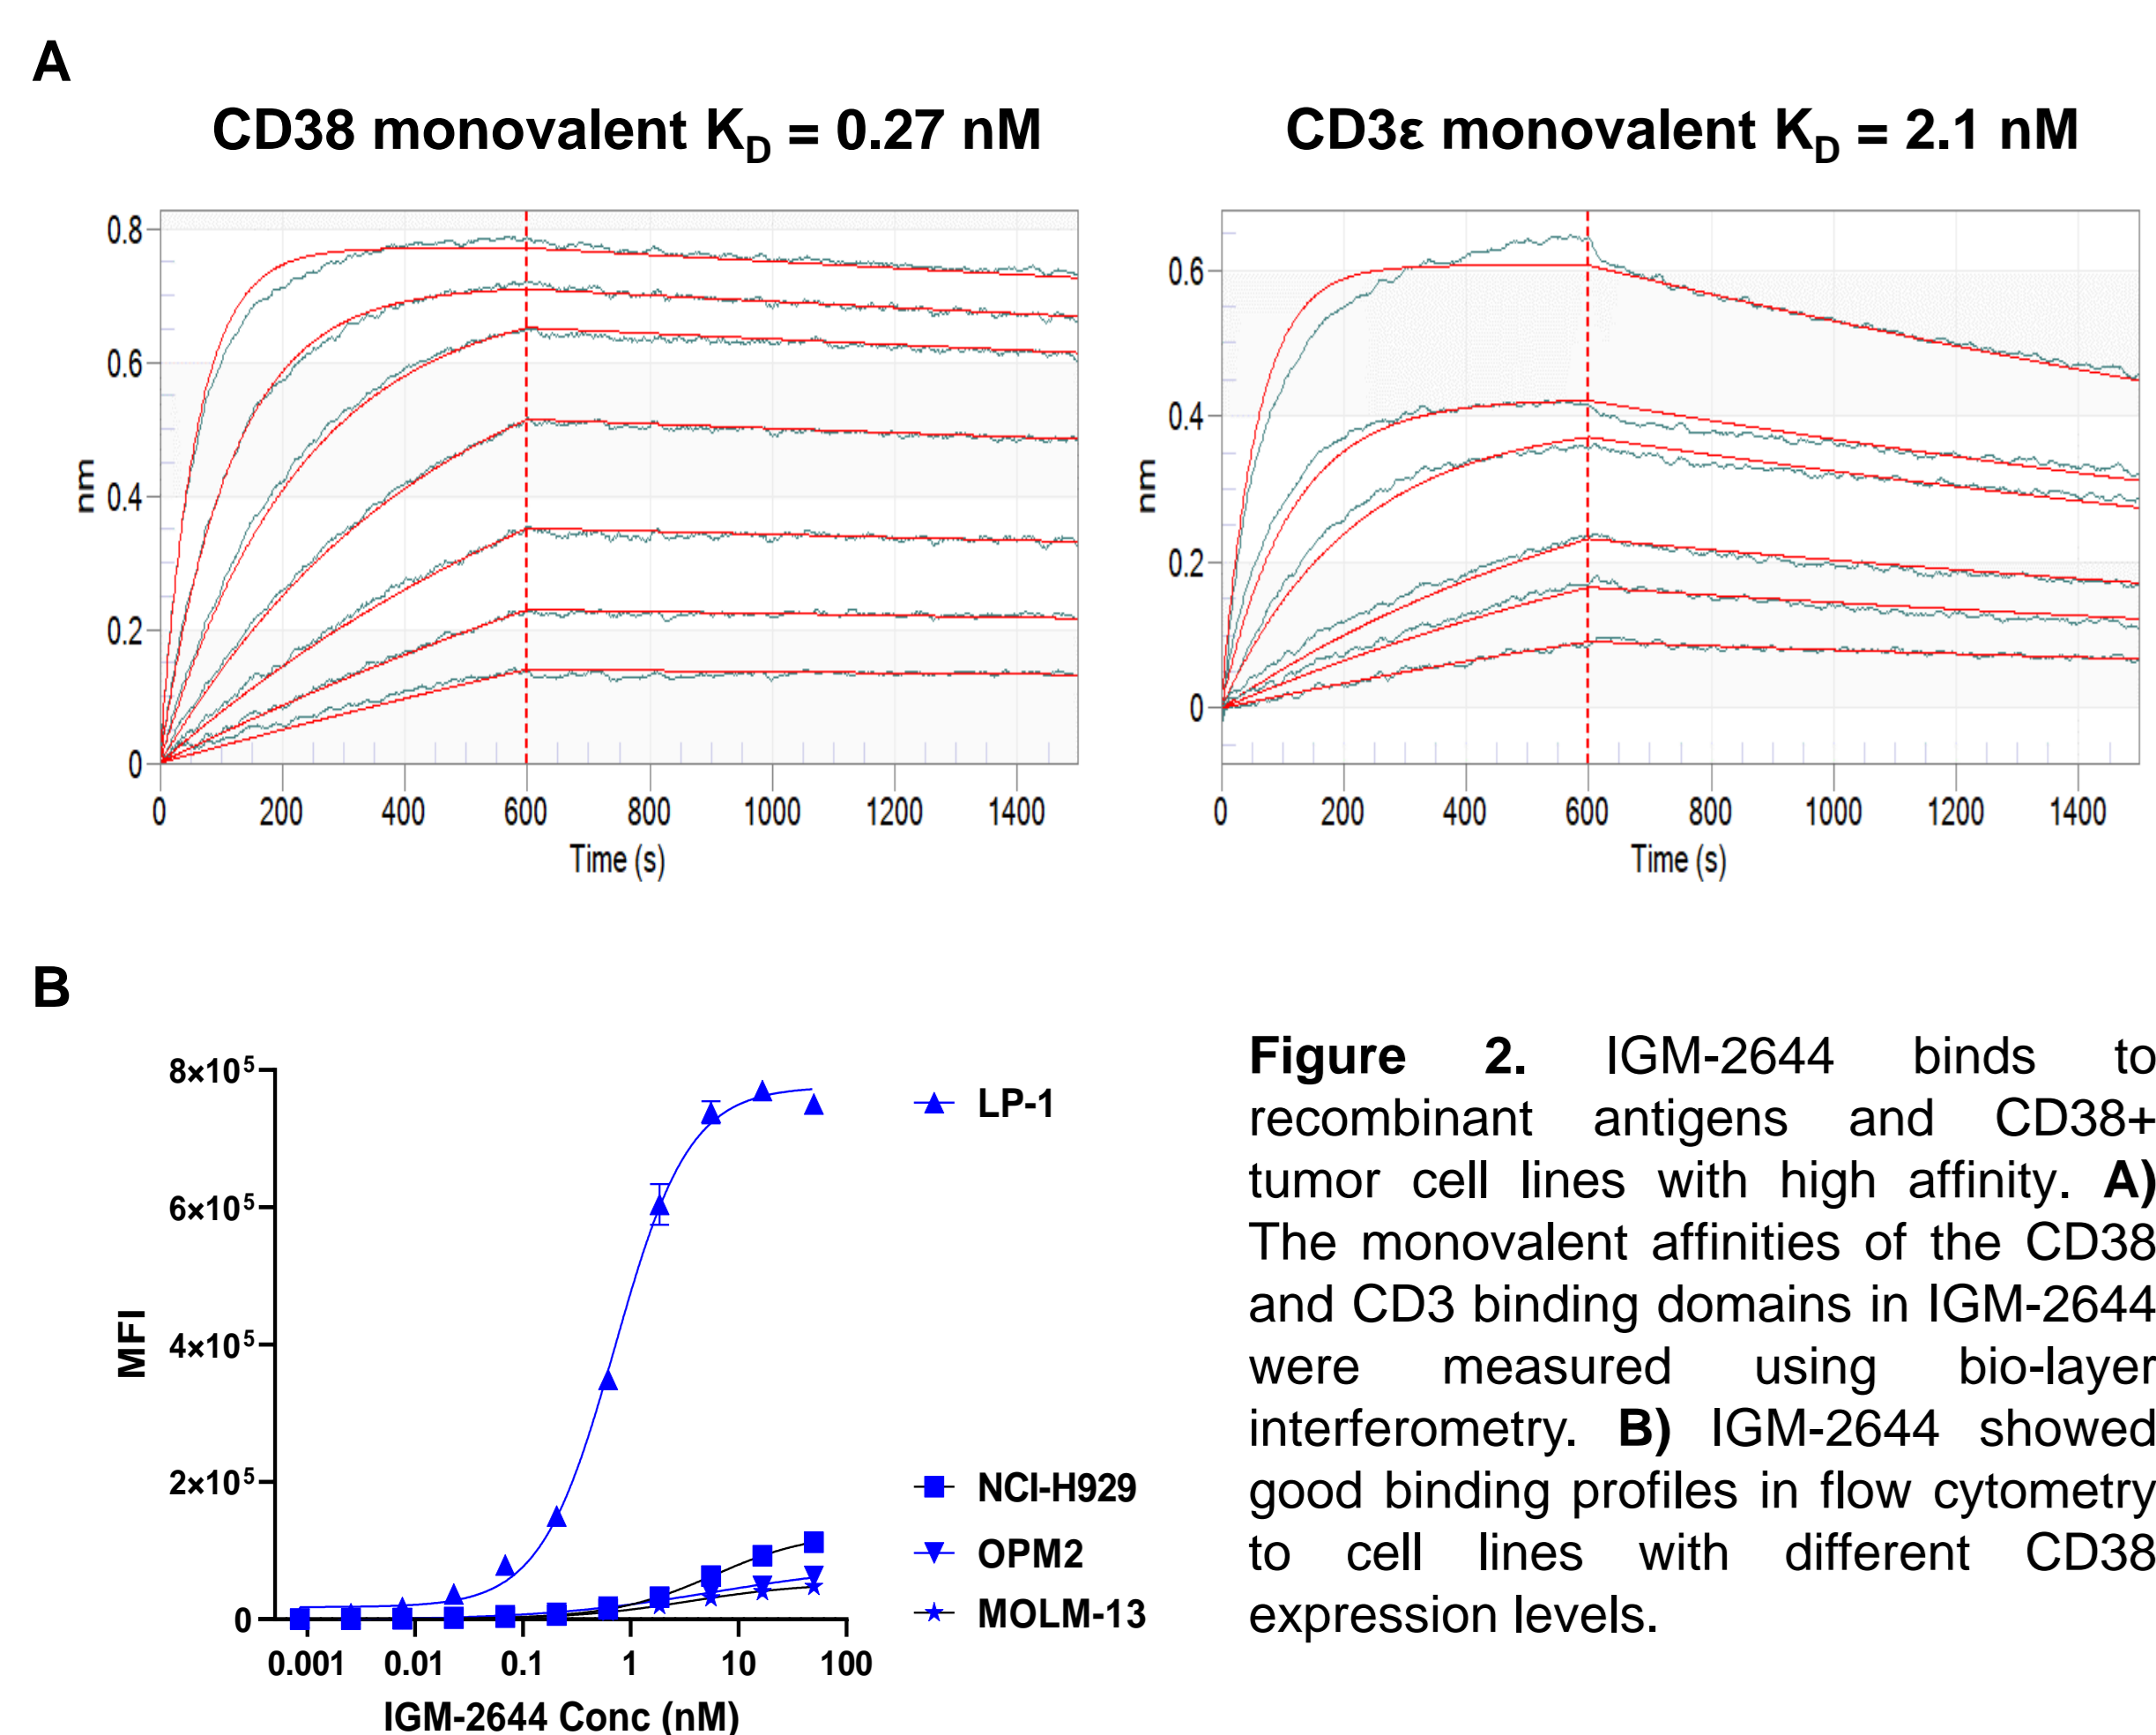 A
CD38 monovalent K_D = 0.27 nM
CD3ε monovalent K_D = 2.1 nM
0.8
0.6
0.4
0.2
0
nm
0 200 400 600 800 1000 1200 1400
Time (s)
0.6
0.4
0.2
0
nm
0 200 400 600 800 1000 1200 1400
Time (s)
B
8×10⁵
6×10⁵
4×10⁵
2×10⁵
0
MFI
0.001 0.01 0.1 1 10 100
IGM-2644 Conc (nM)
LP-1
NCI-H929
OPM2
MOLM-13
Figure 2. IGM-2644 binds to
recombinant antigens and CD38+
tumor cell lines with high affinity. A)
The monovalent affinities of the CD38
and CD3 binding domains in IGM-2644
were measured using bio-layer
interferometry. B) IGM-2644 showed
good binding profiles in flow cytometry
to cell lines with different CD38
expression levels.